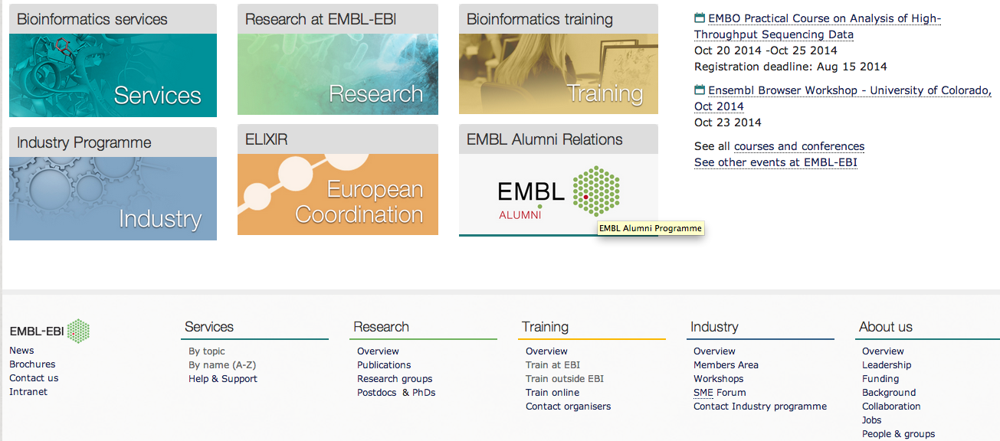 Bioinformatics services
Services
Research at EMBL-EBI
Research
Bioinformatics training
Training
Industry Programme
Industry
ELIXIR
European
Coordination
EMBL Alumni Relations
EMBL
ALUMNI
EMBL Alumni Programme
EMBO Practical Course on Analysis of High-
Throughput Sequencing Data
Oct 20 2014 -Oct 25 2014
Registration deadline: Aug 15 2014
Ensembl Browser Workshop - University of Colorado,
Oct 2014
Oct 23 2014
See all courses and conferences
See other events at EMBL-EBI
EMBL-EBI
News
Brochures
Contact us
Intranet
Services
By topic
By name (A-Z)
Help & Support
Research
Overview
Publications
Research groups
Postdocs & PhDs
Training
Overview
Train at EBI
Train outside EBI
Train online
Contact organisers
Industry
Overview
Members Area
Workshops
SME Forum
Contact Industry programme
About us
Overview
Leadership
Funding
Background
Collaboration
Jobs
People & groups